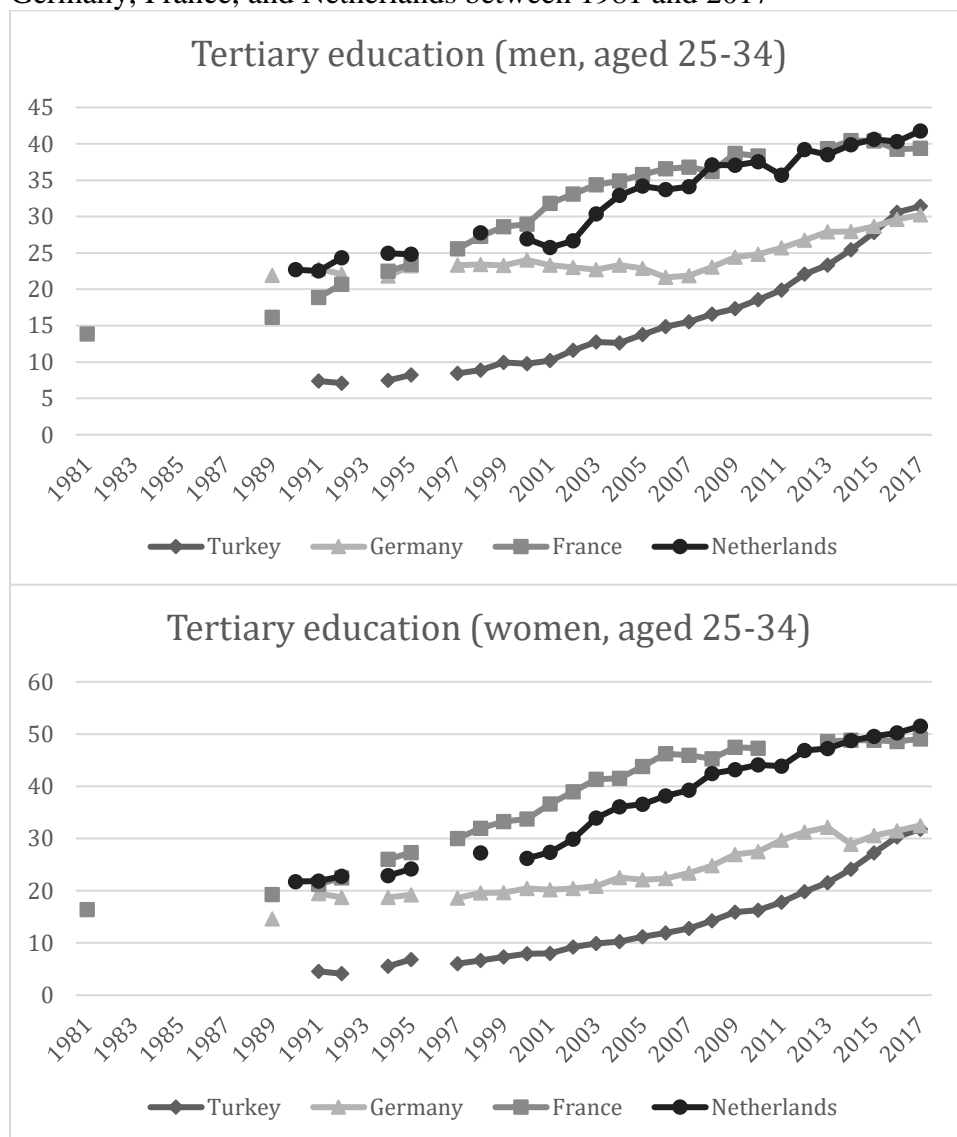 Germany, France, and Netherlands between 1981 and 2017
Tertiary education (men, aged 25-34)
45
40
35
30
25
20
15
10
5
0
1981 1983 1985 1987 1989 1991 1993 1995 1997 1999 2001 2003 2005 2007 2009 2011 2013 2015 2017
Turkey Germany France Netherlands
Tertiary education (women, aged 25-34)
60
50
40
30
20
10
0
1981 1983 1985 1987 1989 1991 1993 1995 1997 1999 2001 2003 2005 2007 2009 2011 2013 2015 2017
Turkey Germany France Netherlands